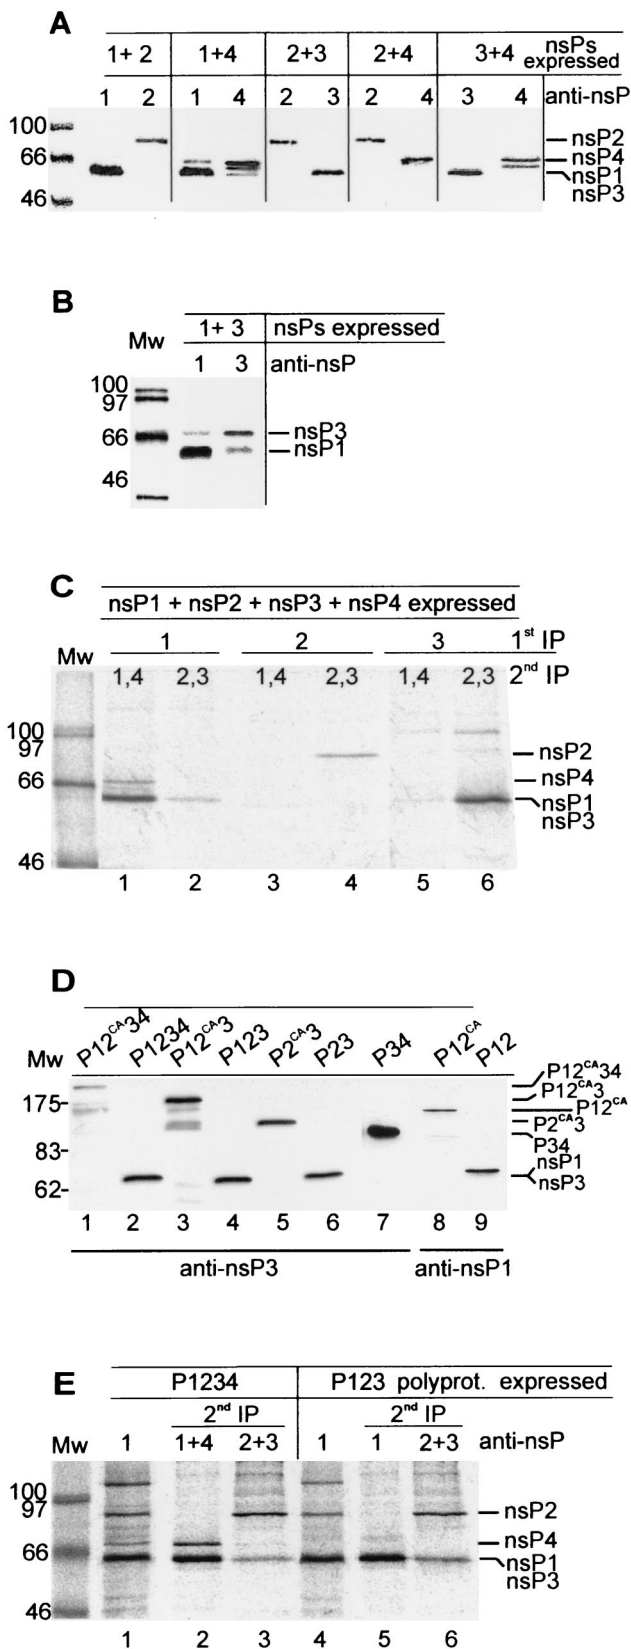 A
1+ 2 1+4 2+3 2+4 3+4 nsPs expressed
1 2 1 4 2 3 2 4 3 4 anti-nsP
100
66
46
nsP2
nsP4
nsP1
nsP3
B
Mw
1+ 3 nsPs expressed
1 3 anti-nsP
100
97
66
46
nsP3
nsP1
C
nsP1 + nsP2 + nsP3 + nsP4 expressed
1 2 3 1st IP
Mw
1,4 2,3 1,4 2,3 1,4 2,3 2nd IP
100
97
66
46
nsP2
nsP4
nsP1
nsP3
1 2 3 4 5 6
D
Mw
P12CA34 P1234 P12CA3 P123 P2CA3 P23 P34 P12CA P12
175-
83-
62-
P12CA34
P12CA3
P12CA
P2CA3
P34
nsP1
nsP3
1 2 3 4 5 6 7 8 9
anti-nsP3 anti-nsP1
E
P1234 P123 polyprot. expressed
2nd IP 2nd IP
Mw 1 1+4 2+3 1 1 2+3 anti-nsP
100
97
66
46
nsP2
nsP4
nsP1
nsP3
1 2 3 4 5 6